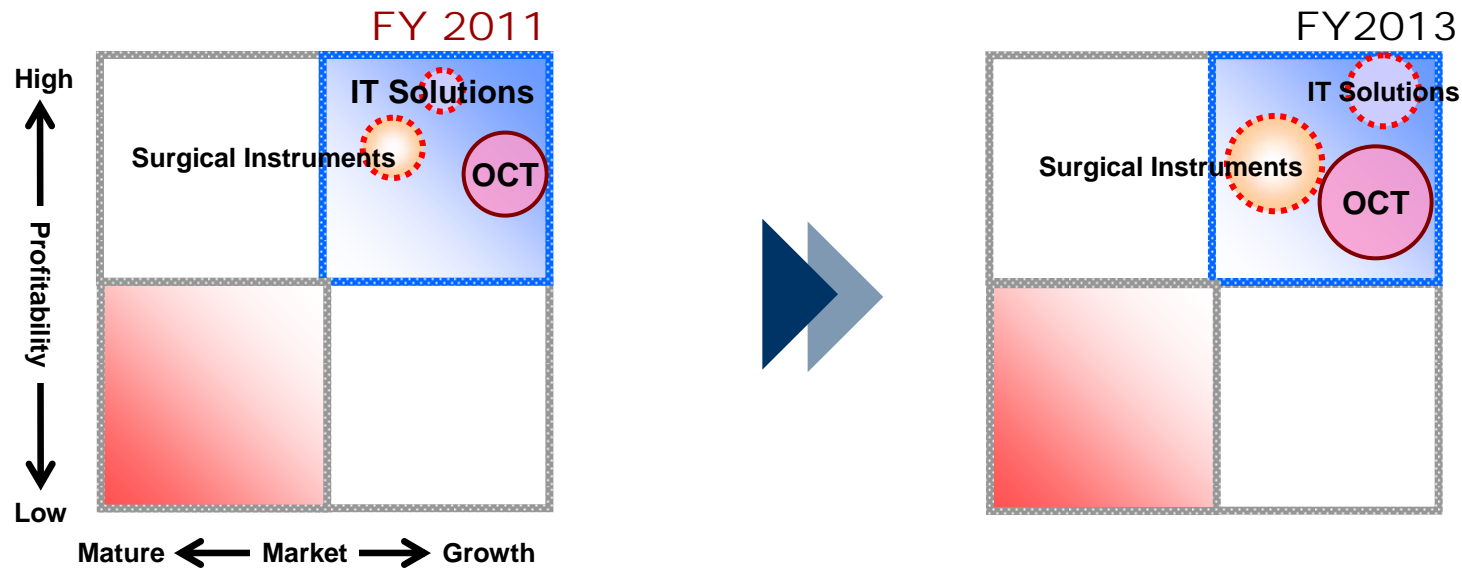 FY 2011
High
IT Solutions
Surgical Instruments
OCT
Profitability
Low
Mature
Market
Growth
FY2013
IT Solutions
Surgical Instruments
OCT